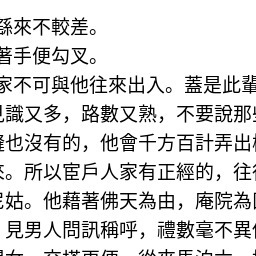 繇來不較差。
著手便勾叉。
家不可與他往來出入。蓋是此輩
見識又多，路數又熟，不要說那
縫也沒有的，他會千方百計弄出
來。所以宦戶人家有正經的，往
尼姑。他藉著佛天為由，庵院為
見男人問訊稱呼，禮數毫不異